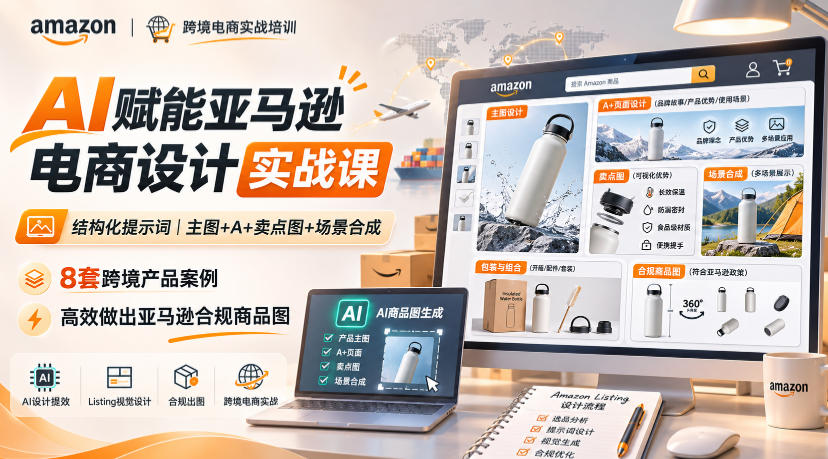 amazon
跨境电商实战培训
AI赋能亚马逊
电商设计 实战课
结构化提示词 | 主图+A+卖点图+场景合成
8套跨境产品案例
高效做出亚马逊合规商品图
AI
AI设计提效
Listing视觉设计
合规出图
跨境电商实战
AI
AI商品图生成
产品主图
A+页面
卖点图
场景合成
amazon
搜索 Amazon 商品
主图设计
A+页面设计 (品牌故事/产品优势/使用场景)
品牌理念
产品优势
多场景应用
卖点图 (可视化优势)
长效保温
防漏密封
食品级材质
便携提手
场景合成 (多场景展示)
包装与组合 (开箱/配件/套装)
Insulated
Water Bottle
合规商品图 (符合亚马逊政策)
360°
Amazon Listing
设计流程
选品分析
提示词设计
视觉生成
合规优化
amazon